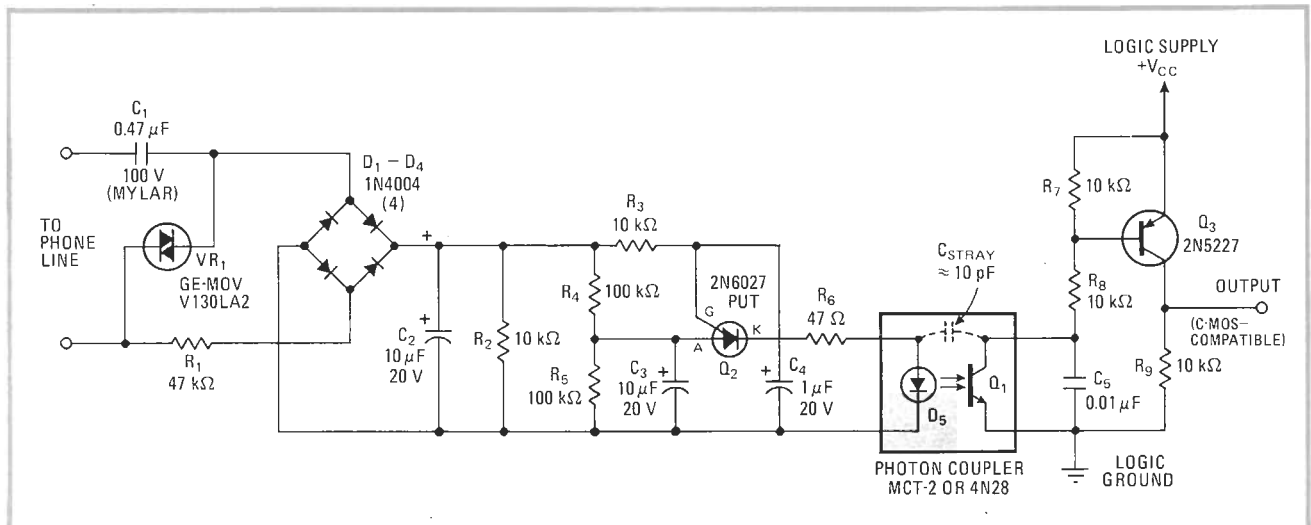 LOGIC SUPPLY
+VCC
C1
0.47 µF
100 V
(MYLAR)
TO
PHONE
LINE
VR1
GE-MOV
V130LA2
R1
47 kΩ
D1 – D4
1N4004
(4)
+
C2
10 µF
20 V
+
R2
10 kΩ
R3
10 kΩ
R4
100 kΩ
R5
100 kΩ
C3
10 µF
20 V
+
2N6027
PUT
G
A
K
Q2
C4
1 µF
20 V
+
R6
47 Ω
CSTRAY
≈ 10 pF
D5
Q1
PHOTON COUPLER
MCT-2 OR 4N28
R7
10 kΩ
R8
10 kΩ
C5
0.01 µF
Q3
2N5227
OUTPUT
(C-MOS-
COMPATIBLE)
R9
10 kΩ
LOGIC
GROUND